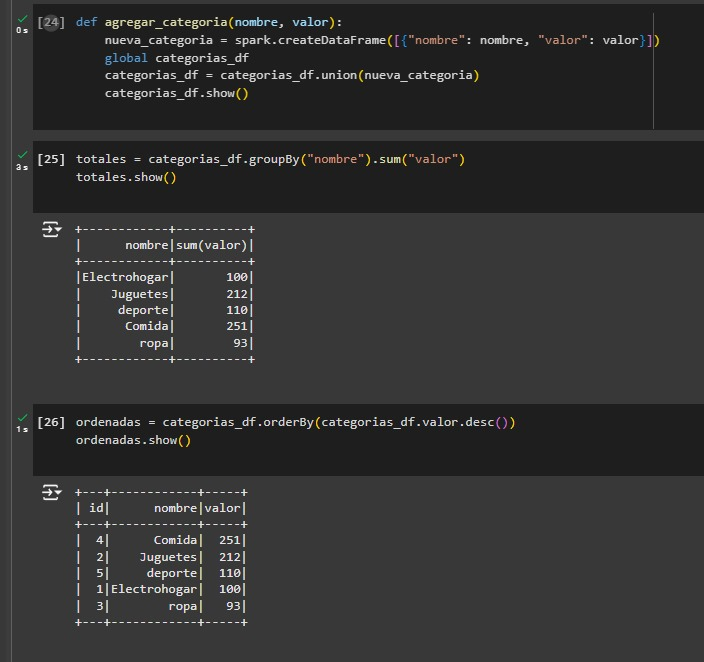 [24] def agregar_categoria(nombre, valor):
nueva_categoria = spark.createDataFrame([{"nombre": nombre, "valor": valor}])
0s
global categorias_df
categorias_df = categorias_df.union(nueva_categoria)
categorias_df.show()
[25] totales = categorias_df.groupBy("nombre").sum("valor")
3s
totales.show()
+------------+----------+
|      nombre|sum(valor)|
+------------+----------+
|Electrohogar|       100|
|    Juguetes|       212|
|     deporte|       110|
|      Comida|       251|
|        ropa|        93|
+------------+----------+
[26] ordenadas = categorias_df.orderBy(categorias_df.valor.desc())
1s
ordenadas.show()
+---+------------+-----+
| id|      nombre|valor|
+---+------------+-----+
|  4|      Comida|  251|
|  2|    Juguetes|  212|
|  5|     deporte|  110|
|  1|Electrohogar|  100|
|  3|        ropa|   93|
+---+------------+-----+